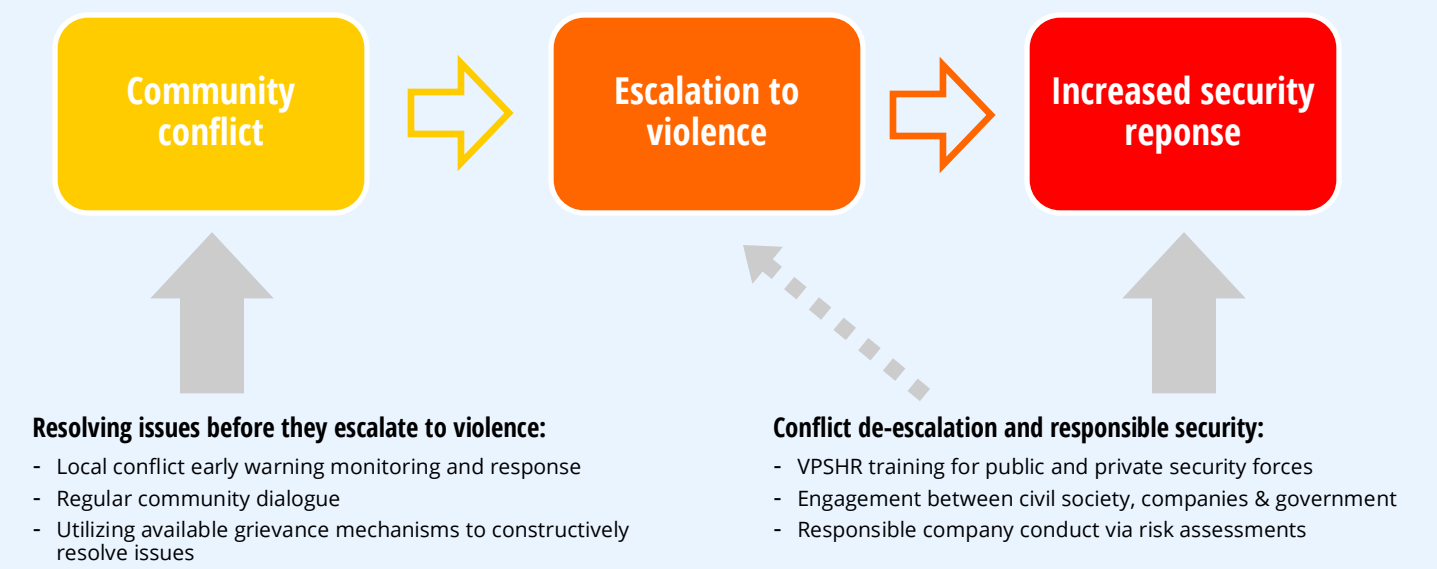 Community
conflict
Escalation to
violence
Increased security
reponse
Resolving issues before they escalate to violence:
- Local conflict early warning monitoring and response
- Regular community dialogue
- Utilizing available grievance mechanisms to constructively
resolve issues
Conflict de-escalation and responsible security:
- VPSHR training for public and private security forces
- Engagement between civil society, companies & government
- Responsible company conduct via risk assessments